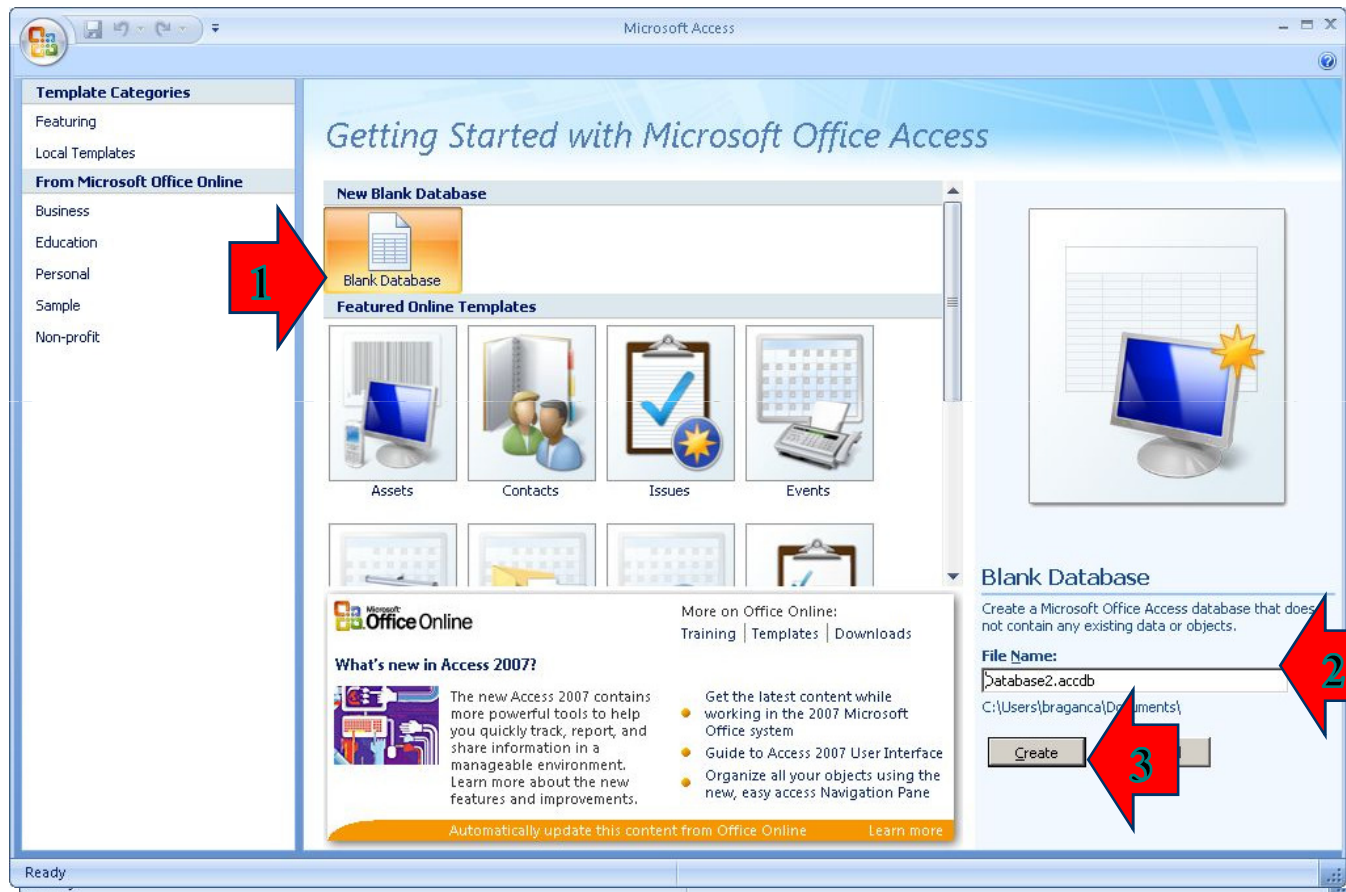 Microsoft Access
Template Categories
Featuring
Local Templates
From Microsoft Office Online
Business
Education
Personal
Sample
Non-profit
1
Getting Started with Microsoft Office Access
New Blank Database
Blank Database
Featured Online Templates
Assets
Contacts
Issues
Events
Microsoft
Office Online
More on Office Online:
Training | Templates | Downloads
What's new in Access 2007?
The new Access 2007 contains
more powerful tools to help
you quickly track, report, and
share information in a
manageable environment.
Learn more about the new
features and improvements.
Get the latest content while
working in the 2007 Microsoft
Office system
Guide to Access 2007 User Interface
Organize all your objects using the
new, easy access Navigation Pane
Automatically update this content from Office Online
Learn more
Blank Database
Create a Microsoft Office Access database that does
not contain any existing data or objects.
File Name:
Database2.accdb
2
C:\Users\braganca\Documents\
Create
3
Ready